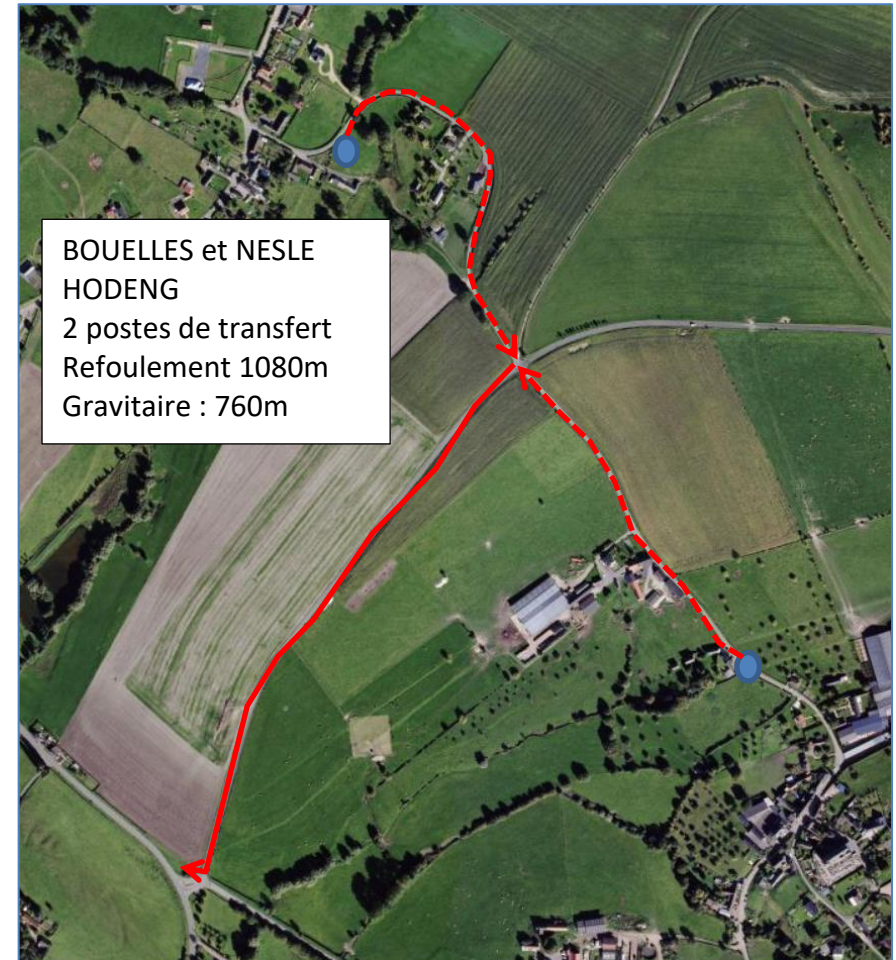 BOUELLES et NESLE
HODENG
2 postes de transfert
Refoulement 1080m
Gravitaire : 760m